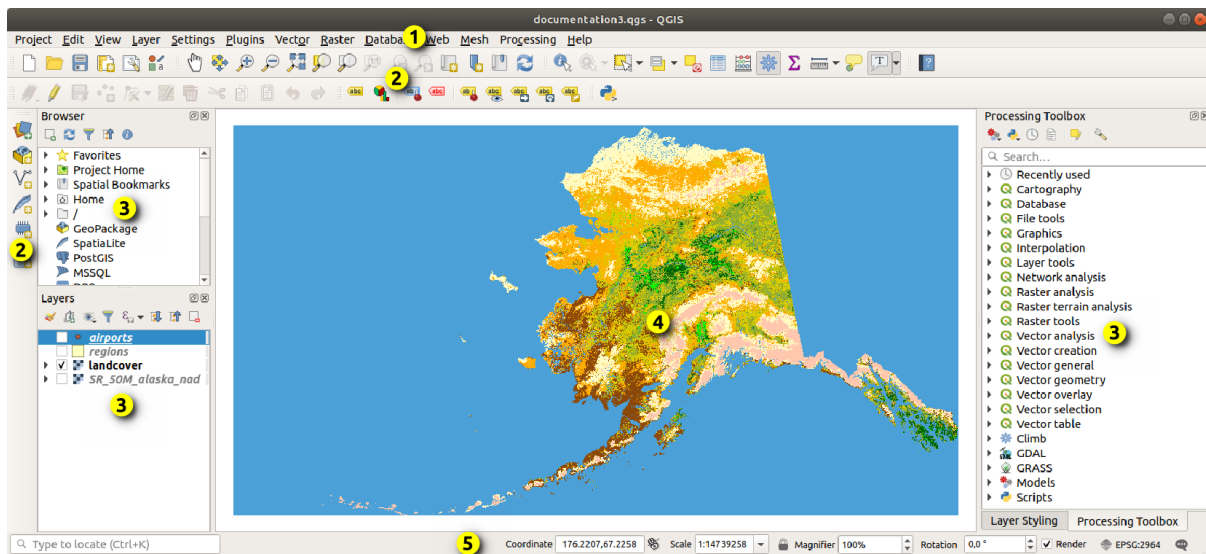 documentation3.qgs - QGIS
Project Edit View Layer Settings Plugins Vector Raster Database Web Mesh Processing Help
1
2
abc abc abc
Browser
Favorites
Project Home
Spatial Bookmarks
Home
/
GeoPackage
SpatiaLite
PostGIS
MSSQL
3
2
Layers
airports
regions
landcover
SR_50M_alaska_nad
3
4
Processing Toolbox
Search...
Recently used
Cartography
Database
File tools
Graphics
Interpolation
Layer tools
Network analysis
Raster analysis
Raster terrain analysis
Raster tools
Vector analysis
Vector creation
Vector general
Vector geometry
Vector overlay
Vector selection
Vector table
Climb
GDAL
GRASS
Models
Scripts
3
Layer Styling Processing Toolbox
Type to locate (Ctrl+K)
5
Coordinate 176.2207,67.2258 Scale 1:14739258 Magnifier 100% Rotation 0,0 ° Render EPSG:2964